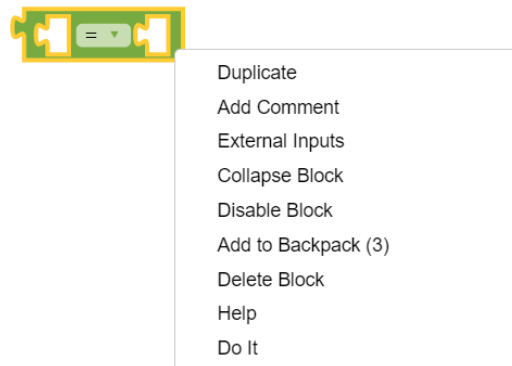 =
Duplicate
Add Comment
External Inputs
Collapse Block
Disable Block
Add to Backpack (3)
Delete Block
Help
Do It